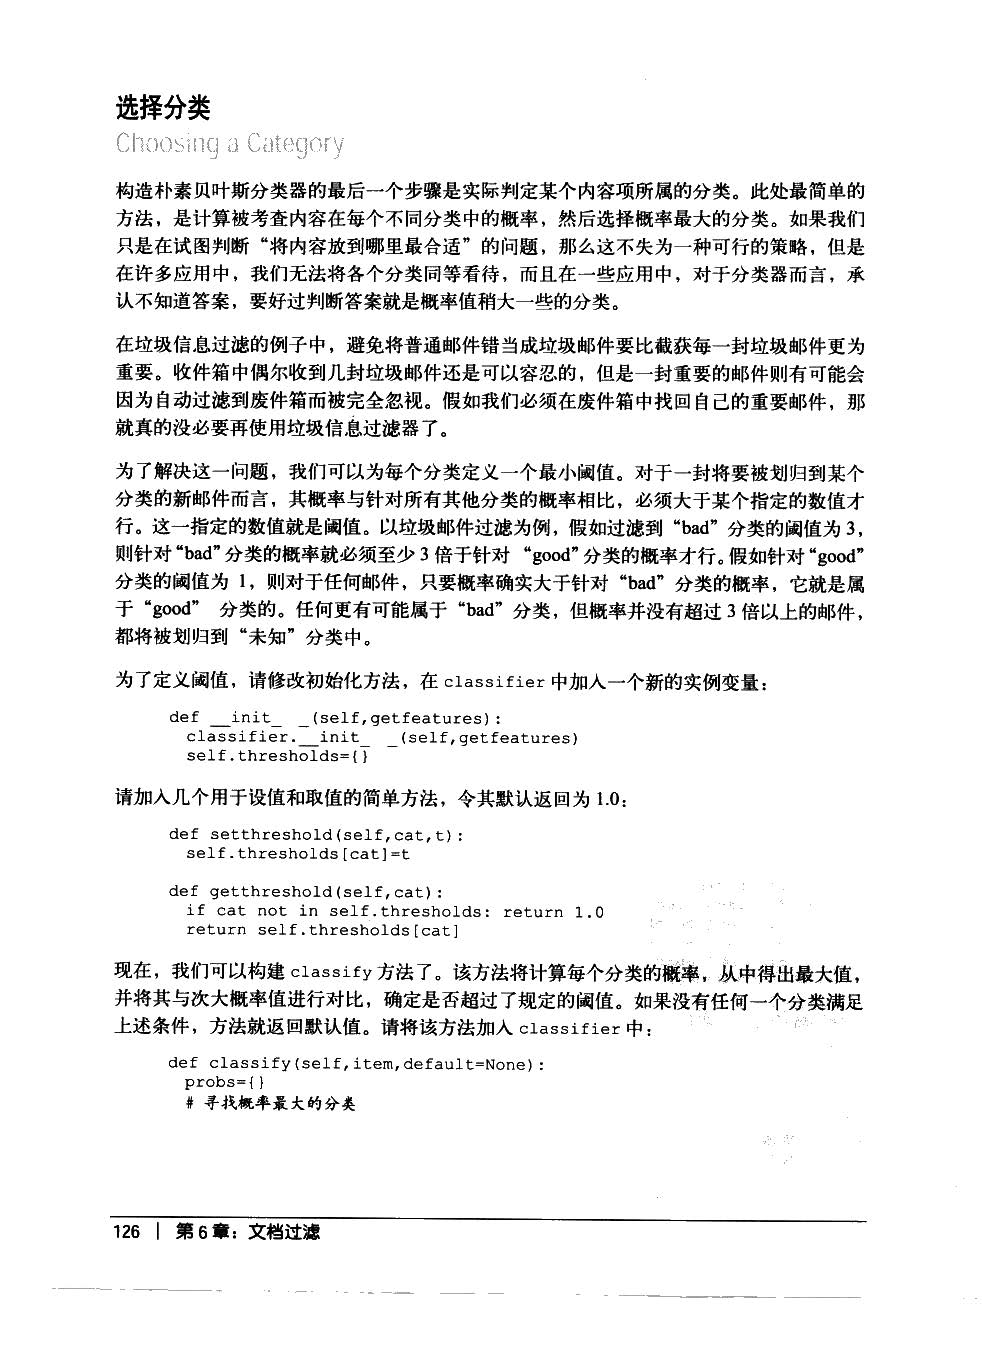 选择分类
Choosing a Category
构造朴素贝叶斯分类器的最后一个步骤是实际判定某个内容项所属的分类。此处最简单的
方法，是计算被考查内容在每个不同分类中的概率，然后选择概率最大的分类。如果我们
只是在试图判断“将内容放到哪里最合适”的问题，那么这不失为一种可行的策略，但是
在许多应用中，我们无法将各个分类同等看待，而且在一些应用中，对于分类器而言，承
认不知道答案，要好过判断答案就是概率值稍大一些的分类。
在垃圾信息过滤的例子中，避免将普通邮件错当成垃圾邮件要比截获每一封垃圾邮件更为
重要。收件箱中偶尔收到几封垃圾邮件还是可以容忍的，但是一封重要的邮件则有可能会
因为自动过滤到废件箱而被完全忽视。假如我们必须在废件箱中找回自己的重要邮件，那
就真的没必要再使用垃圾信息过滤器了。
为了解决这一问题，我们可以为每个分类定义一个最小阈值。对于一封将要被划归到某个
分类的新邮件而言，其概率与针对所有其他分类的概率相比，必须大于某个指定的数值才
行。这一指定的数值就是阈值。以垃圾邮件过滤为例，假如过滤到“bad”分类的阈值为 3，
则针对“bad”分类的概率就必须至少 3 倍于针对 “good”分类的概率才行。假如针对“good”
分类的阈值为 1，则对于任何邮件，只要概率确实大于针对“bad”分类的概率，它就是属
于“good” 分类的。任何更有可能属于“bad”分类，但概率并没有超过 3 倍以上的邮件，
都将被划归到“未知”分类中。
为了定义阈值，请修改初始化方法，在 classifier 中加入一个新的实例变量：
def __init_ _(self,getfeatures):
classifier.__init_ _(self,getfeatures)
self.thresholds={}
请加入几个用于设值和取值的简单方法，令其默认返回为 1.0：
def setthreshold(self,cat,t):
self.thresholds[cat]=t
def getthreshold(self,cat):
if cat not in self.thresholds: return 1.0
return self.thresholds[cat]
现在，我们可以构建 classify 方法了。该方法将计算每个分类的概率，从中得出最大值，
并将其与次大概率值进行对比，确定是否超过了规定的阈值。如果没有任何一个分类满足
上述条件，方法就返回默认值。请将该方法加入 classifier 中：
def classify(self,item,default=None):
probs={}
# 寻找概率最大的分类
126 | 第 6 章：文档过滤